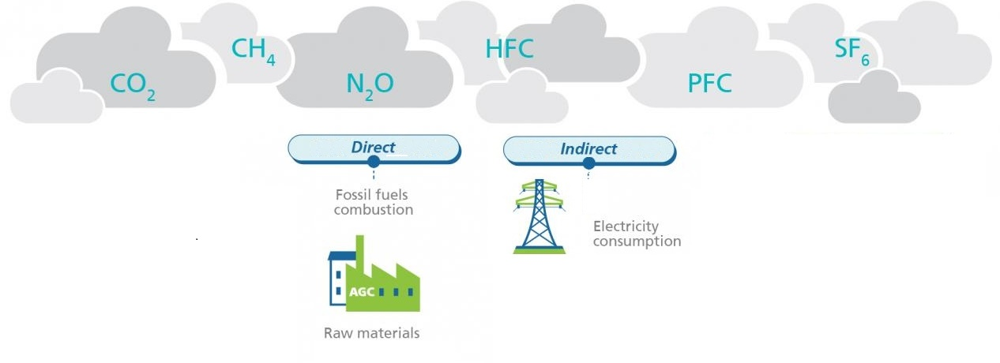 CO₂
CH₄
N₂O
HFC
PFC
SF₆
Direct
Indirect
Fossil fuels
combustion
Electricity
consumption
AGC
Raw materials